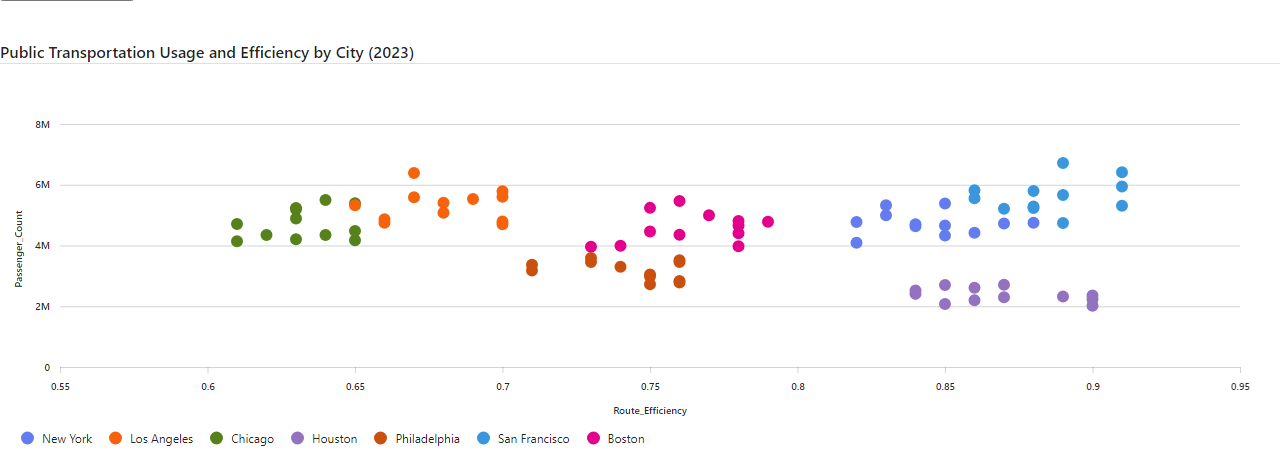 Public Transportation Usage and Efficiency by City (2023)
8M
6M
4M
2M
0
Passenger_Count
0.55 0.6 0.65 0.7 0.75 0.8 0.85 0.9 0.95
Route_Efficiency
New York Los Angeles Chicago Houston Philadelphia San Francisco Boston